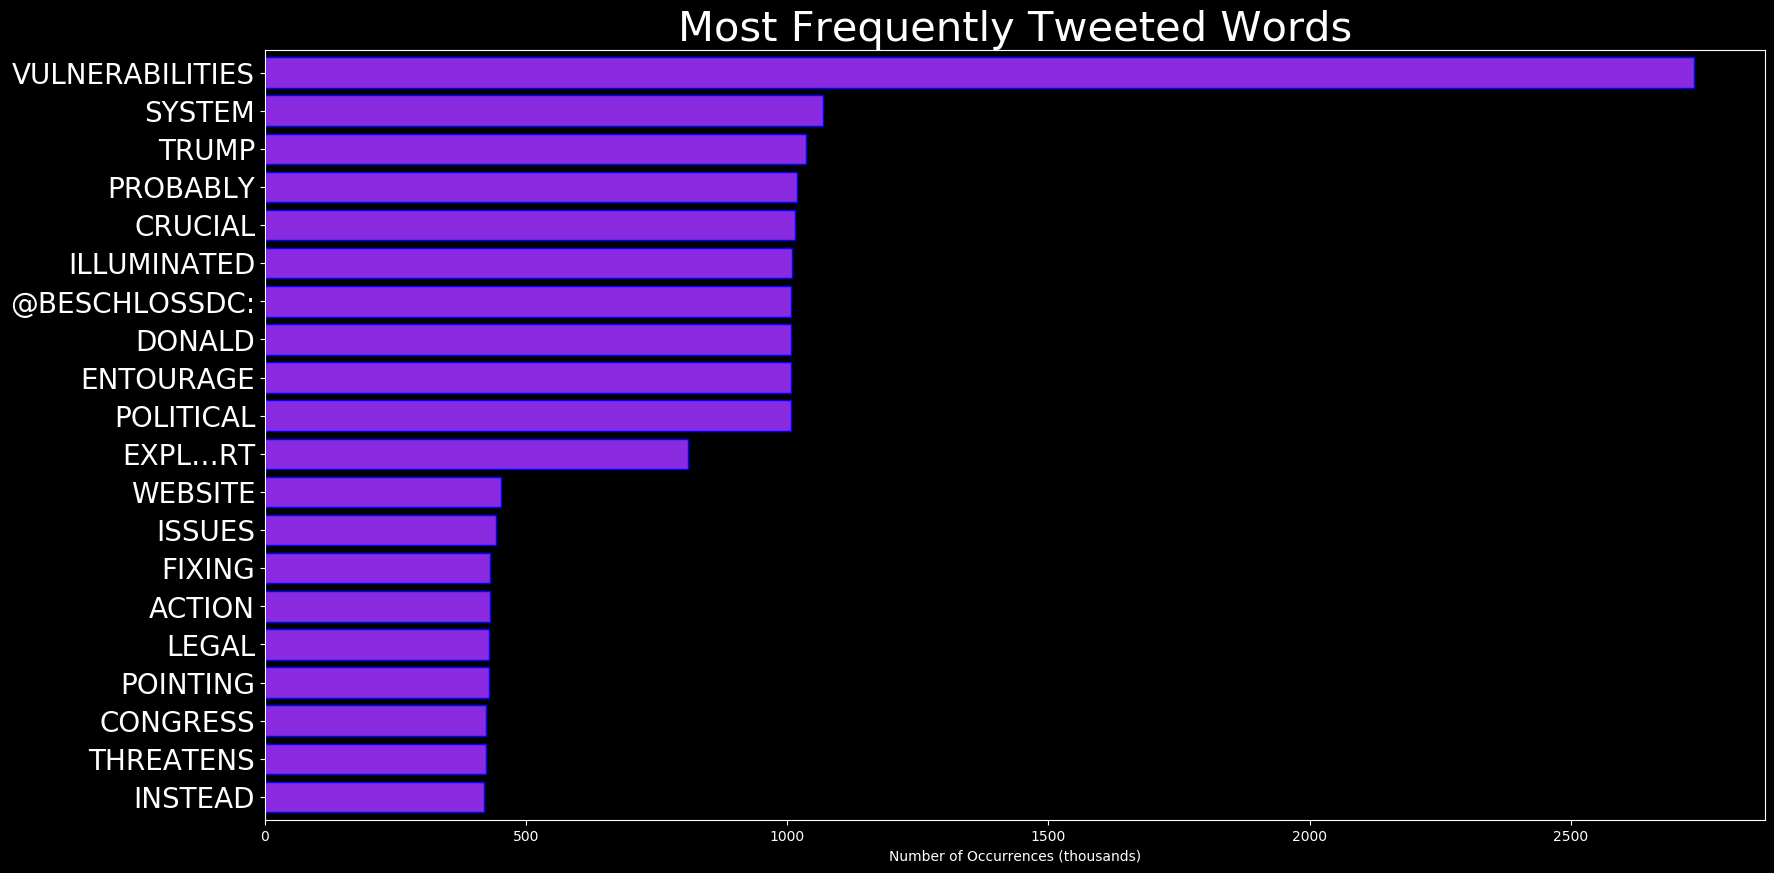 Most Frequently Tweeted Words
VULNERABILITIES
SYSTEM
TRUMP
PROBABLY
CRUCIAL
ILLUMINATED
@BESCHLOSSDC:
DONALD
ENTOURAGE
POLITICAL
EXPL…RT
WEBSITE
ISSUES
FIXING
ACTION
LEGAL
POINTING
CONGRESS
THREATENS
INSTEAD
0 500 1000 1500 2000 2500
Number of Occurrences (thousands)